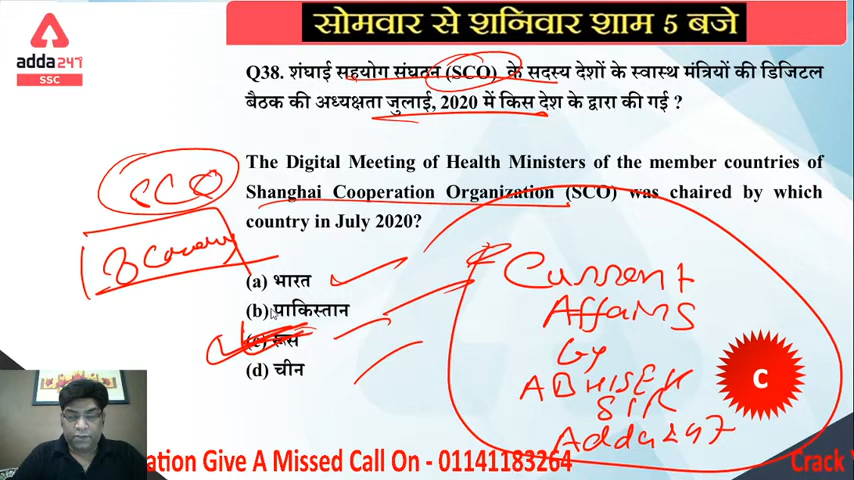 सोमवार से शनिवार शाम 5 बजे
adda247
SSC
Q38. शंघाई सहयोग संघठन (SCO) के सदस्य देशों के स्वास्थ मंत्रियों की डिजिटल
बैठक की अध्यक्षता जुलाई, 2020 में किस देश के द्वारा की गई ?
The Digital Meeting of Health Ministers of the member countries of
Shanghai Cooperation Organization (SCO) was chaired by which
country in July 2020?
SCO
8
(a) भारत
(b) पाकिस्तान
(c) रूस
(d) चीन
Current
Affairs
by
ABHISEK
SIR
Adda247
C
ation Give A Missed Call On - 01141183264
Crack